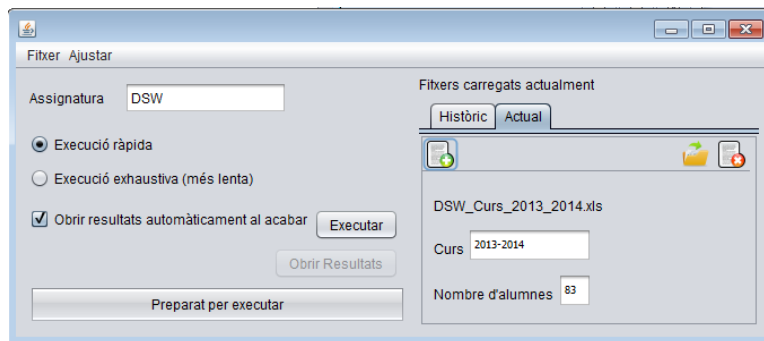 Fitxer Ajustar
Assignatura DSW
Execució ràpida
Execució exhaustiva (més lenta)
Obrir resultats automàticament al acabar
Executar
Obrir Resultats
Preparat per executar
Fitxers carregats actualment
Històric Actual
DSW_Curs_2013_2014.xls
Curs 2013-2014
Nombre d'alumnes 83